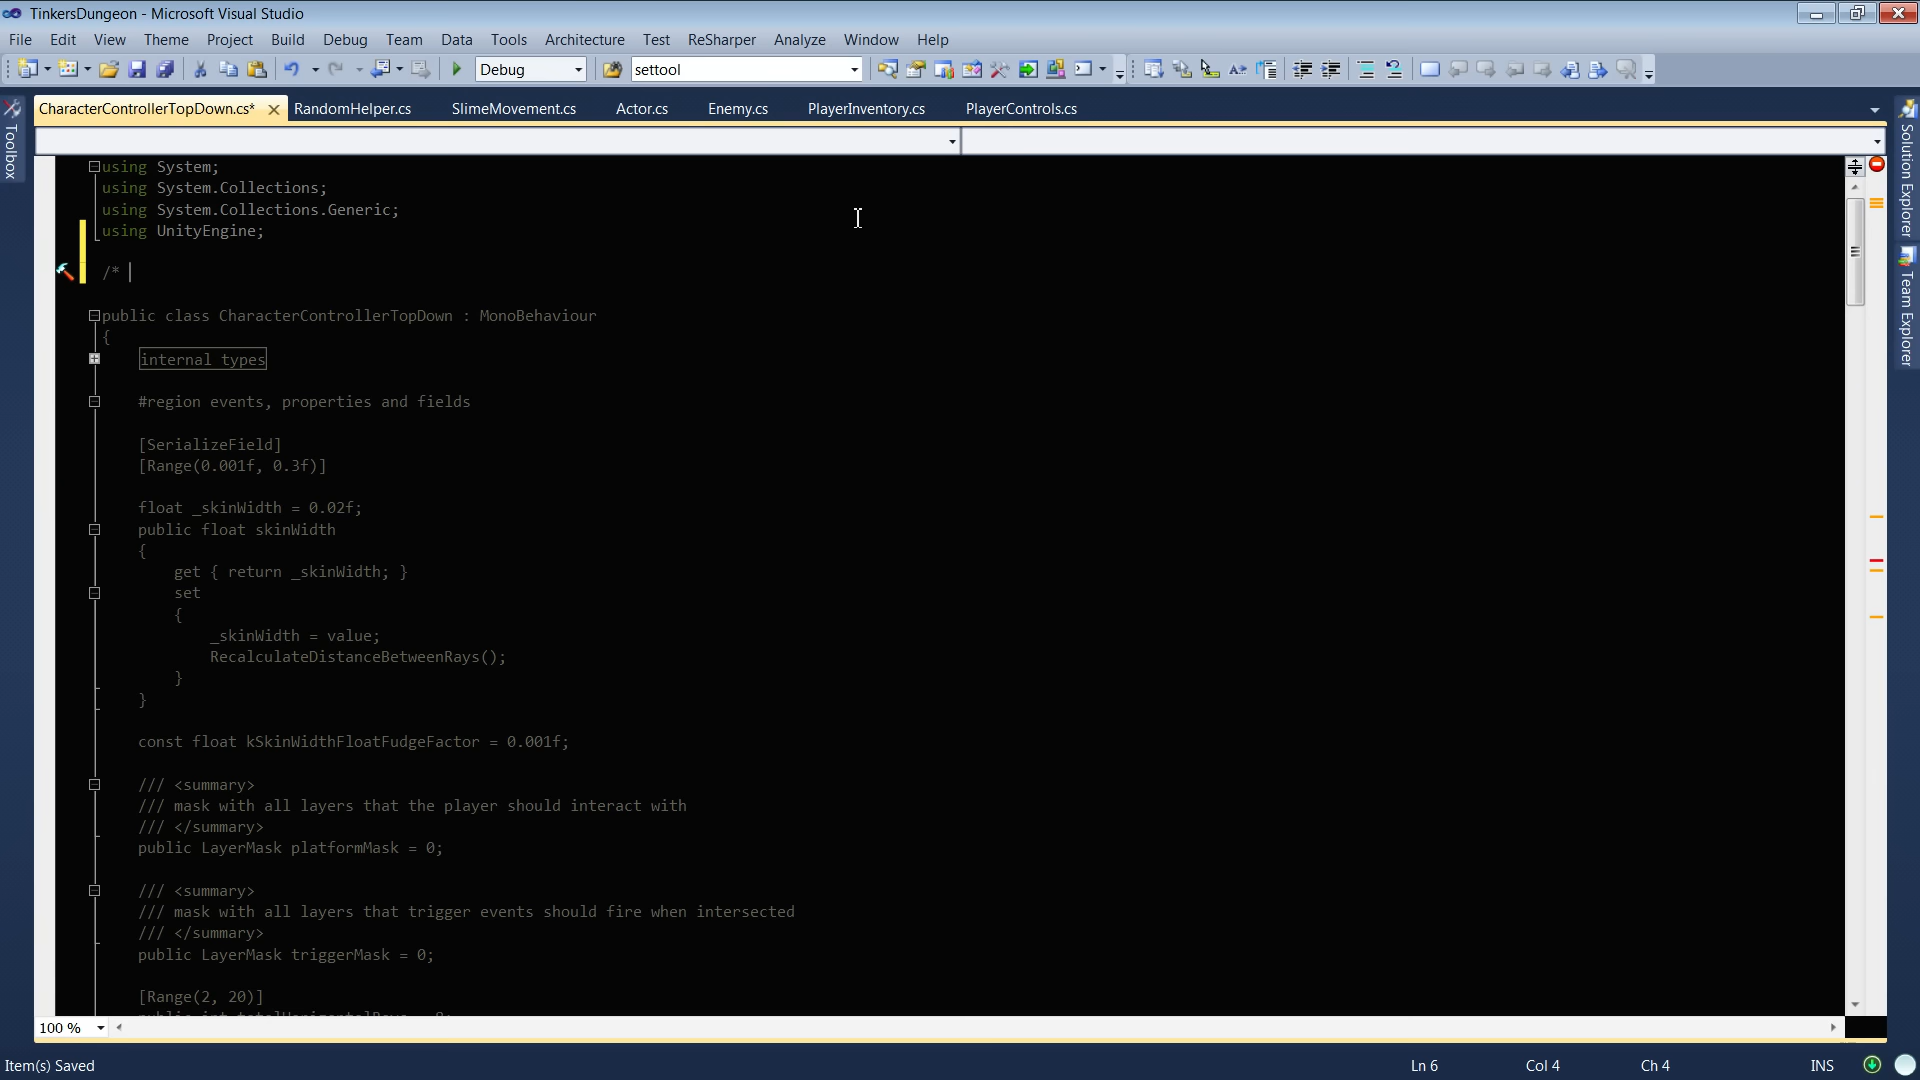 TinkersDungeon - Microsoft Visual Studio
File Edit View Theme Project Build Debug Team Data Tools Architecture Test ReSharper Analyze Window Help
Debug settool
CharacterControllerTopDown.cs* RandomHelper.cs SlimeMovement.cs Actor.cs Enemy.cs PlayerInventory.cs PlayerControls.cs
Toolbox
Solution Explorer
Team Explorer
using System;
using System.Collections;
using System.Collections.Generic;
using UnityEngine;
/*
public class CharacterControllerTopDown : MonoBehaviour
{
internal types
#region events, properties and fields
[SerializeField]
[Range(0.001f, 0.3f)]
float _skinWidth = 0.02f;
public float skinWidth
{
get { return _skinWidth; }
set
{
_skinWidth = value;
RecalculateDistanceBetweenRays();
}
}
const float kSkinWidthFloatFudgeFactor = 0.001f;
/// <summary>
/// mask with all layers that the player should interact with
/// </summary>
public LayerMask platformMask = 0;
/// <summary>
/// mask with all layers that trigger events should fire when intersected
/// </summary>
public LayerMask triggerMask = 0;
[Range(2, 20)]
public int totalHorizontalRays = 8;
100 %
Item(s) Saved Ln 6 Col 4 Ch 4 INS